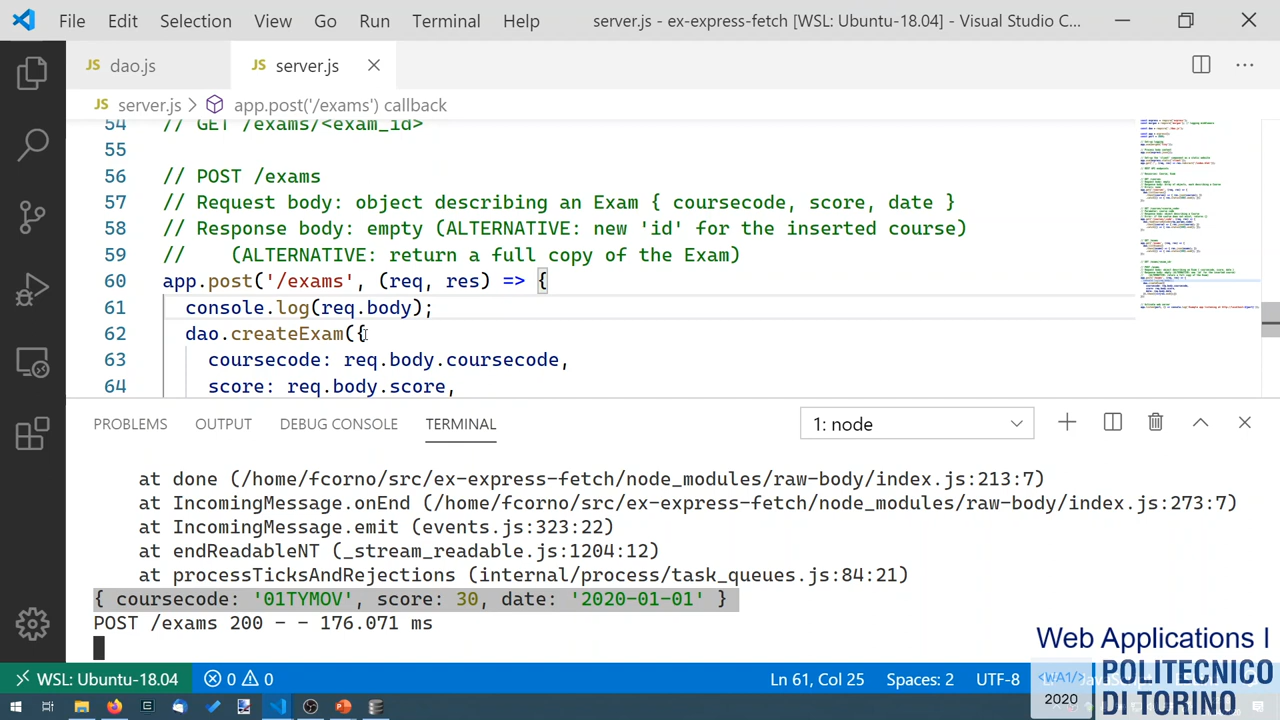 File Edit Selection View Go Run Terminal Help server.js - ex-express-fetch [WSL: Ubuntu-18.04] - Visual Studio C...
JS dao.js JS server.js
JS server.js > app.post('/exams') callback
54 // GET /exams/<exam_id>
55
56 // POST /exams
57 // Request body: object describing an Exam { coursecode, score, date }
58 // Response body: empty (ALTERNATIVE: new 'id' for the inserted course)
59 // (ALTERNATIVE: return a full copy of the Exam)
60 app.post('/exams', (req, res) => {
61 console.log(req.body);
62 dao.createExam({
63 coursecode: req.body.coursecode,
64 score: req.body.score,
PROBLEMS OUTPUT DEBUG CONSOLE TERMINAL 1: node
at done (/home/fcorno/src/ex-express-fetch/node_modules/raw-body/index.js:213:7)
at IncomingMessage.onEnd (/home/fcorno/src/ex-express-fetch/node_modules/raw-body/index.js:273:7)
at IncomingMessage.emit (events.js:323:22)
at endReadableNT (_stream_readable.js:1204:12)
at processTicksAndRejections (internal/process/task_queues.js:84:21)
{ coursecode: '01TYMOV', score: 30, date: '2020-01-01' }
POST /exams 200 - - 176.071 ms
Web Applications I
WSL: Ubuntu-18.04 0 0 Ln 61, Col 25 Spaces: 2 UTF-8
<WA1/>
2020
POLITECNICO
DI TORINO